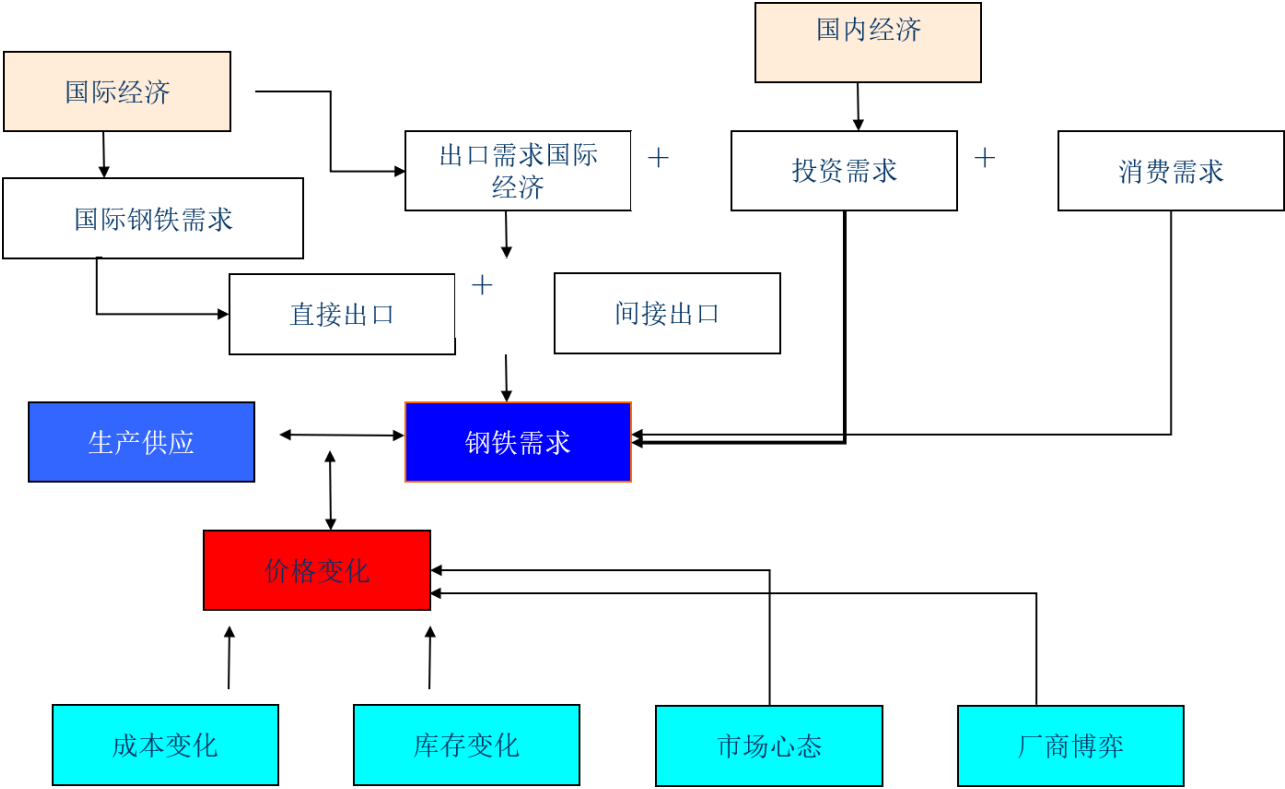 国内经济
国际经济
出口需求国际
经济
+
投资需求
+
消费需求
国际钢铁需求
直接出口
+
间接出口
生产供应
钢铁需求
价格变化
成本变化
库存变化
市场心态
厂商博弈